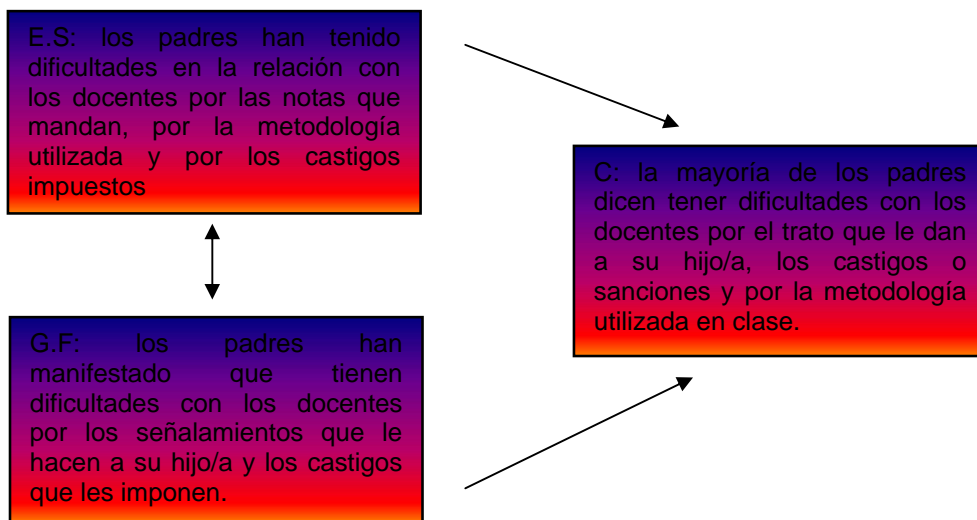 E.S: los padres han tenido
dificultades en la relación con
los docentes por las notas que
mandan, por la metodología
utilizada y por los castigos
impuestos
C: la mayoría de los padres
dicen tener dificultades con los
docentes por el trato que le dan
a su hijo/a, los castigos o
sanciones y por la metodología
utilizada en clase.
G.F: los padres han
manifestado que tienen
dificultades con los docentes
por los señalamientos que le
hacen a su hijo/a y los castigos
que les imponen.